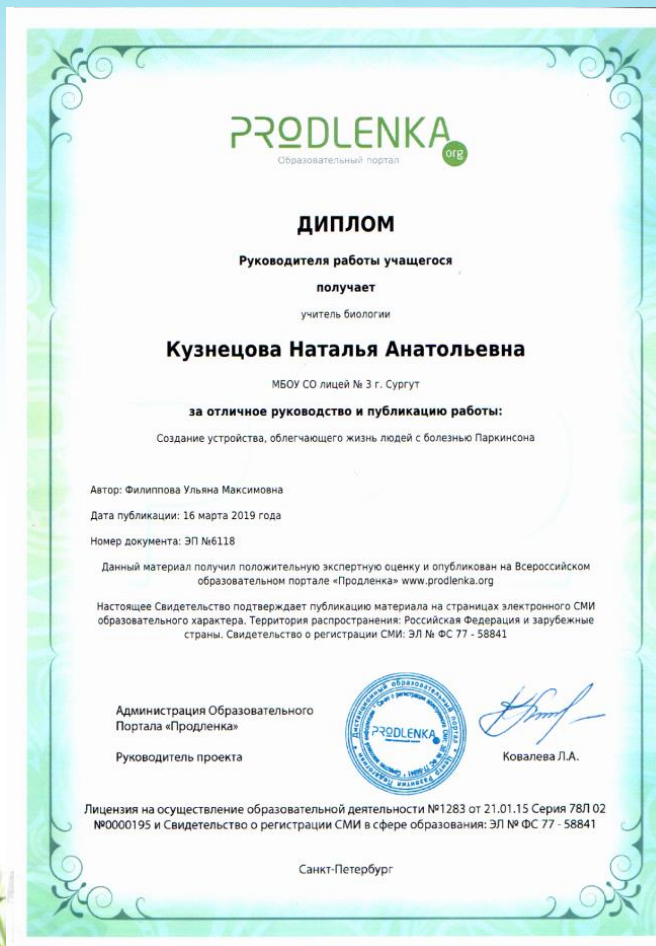 PRODLENKA
org
Образовательный портал
ДИПЛОМ
Руководителя работы учащегося
получает
учитель биологии
Кузнецова Наталья Анатольевна
МБОУ СО лицей № 3 г. Сургут
за отличное руководство и публикацию работы:
Создание устройства, облегчающего жизнь людей с болезнью Паркинсона
Автор: Филиппова Ульяна Максимовна
Дата публикации: 16 марта 2019 года
Номер документа: ЭП №6118
Данный материал получил положительную экспертную оценку и опубликован на Всероссийском
образовательном портале «Продленка» www.prodlenka.org
Настоящее Свидетельство подтверждает публикацию материала на страницах электронного СМИ
образовательного характера. Территория распространения: Российская Федерация и зарубежные
страны. Свидетельство о регистрации СМИ: ЭЛ № ФС 77 - 58841
Администрация Образовательного
Портала «Продленка»
Руководитель проекта
PRODLENKA
Ковалева Л.А.
Лицензия на осуществление образовательной деятельности №1283 от 21.01.15 Серия 78Л 02
№0000195 и Свидетельство о регистрации СМИ в сфере образования: ЭЛ № ФС 77 - 58841
Санкт-Петербург